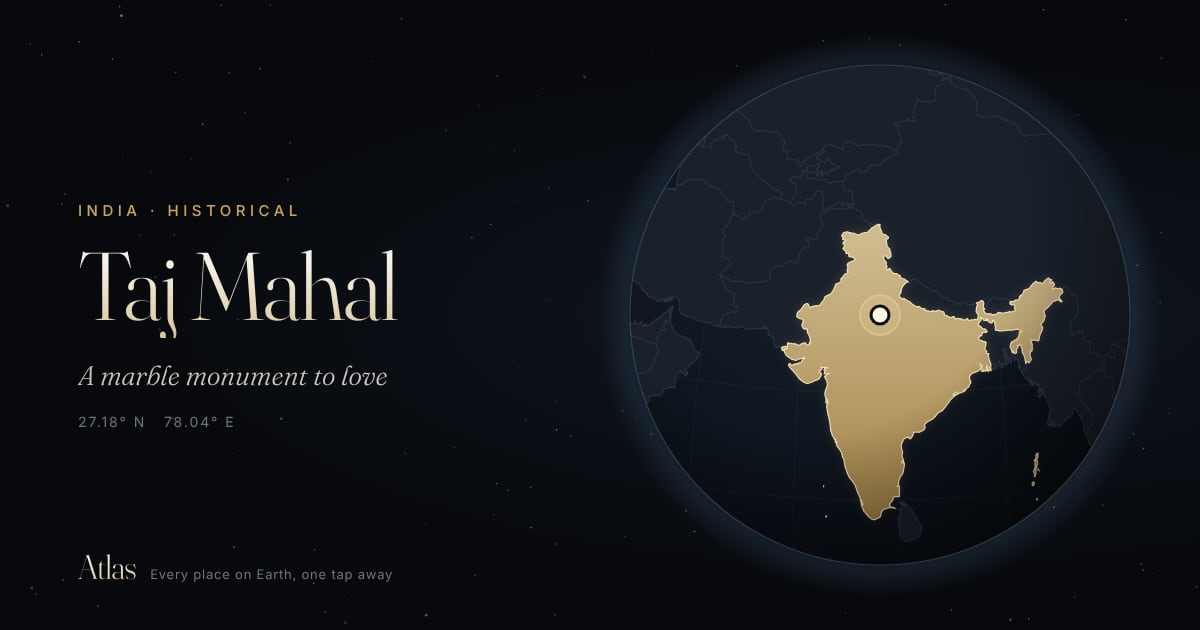 INDIA · HISTORICAL
Taj Mahal
A marble monument to love
27.18° N 78.04° E
Atlas Every place on Earth, one tap away